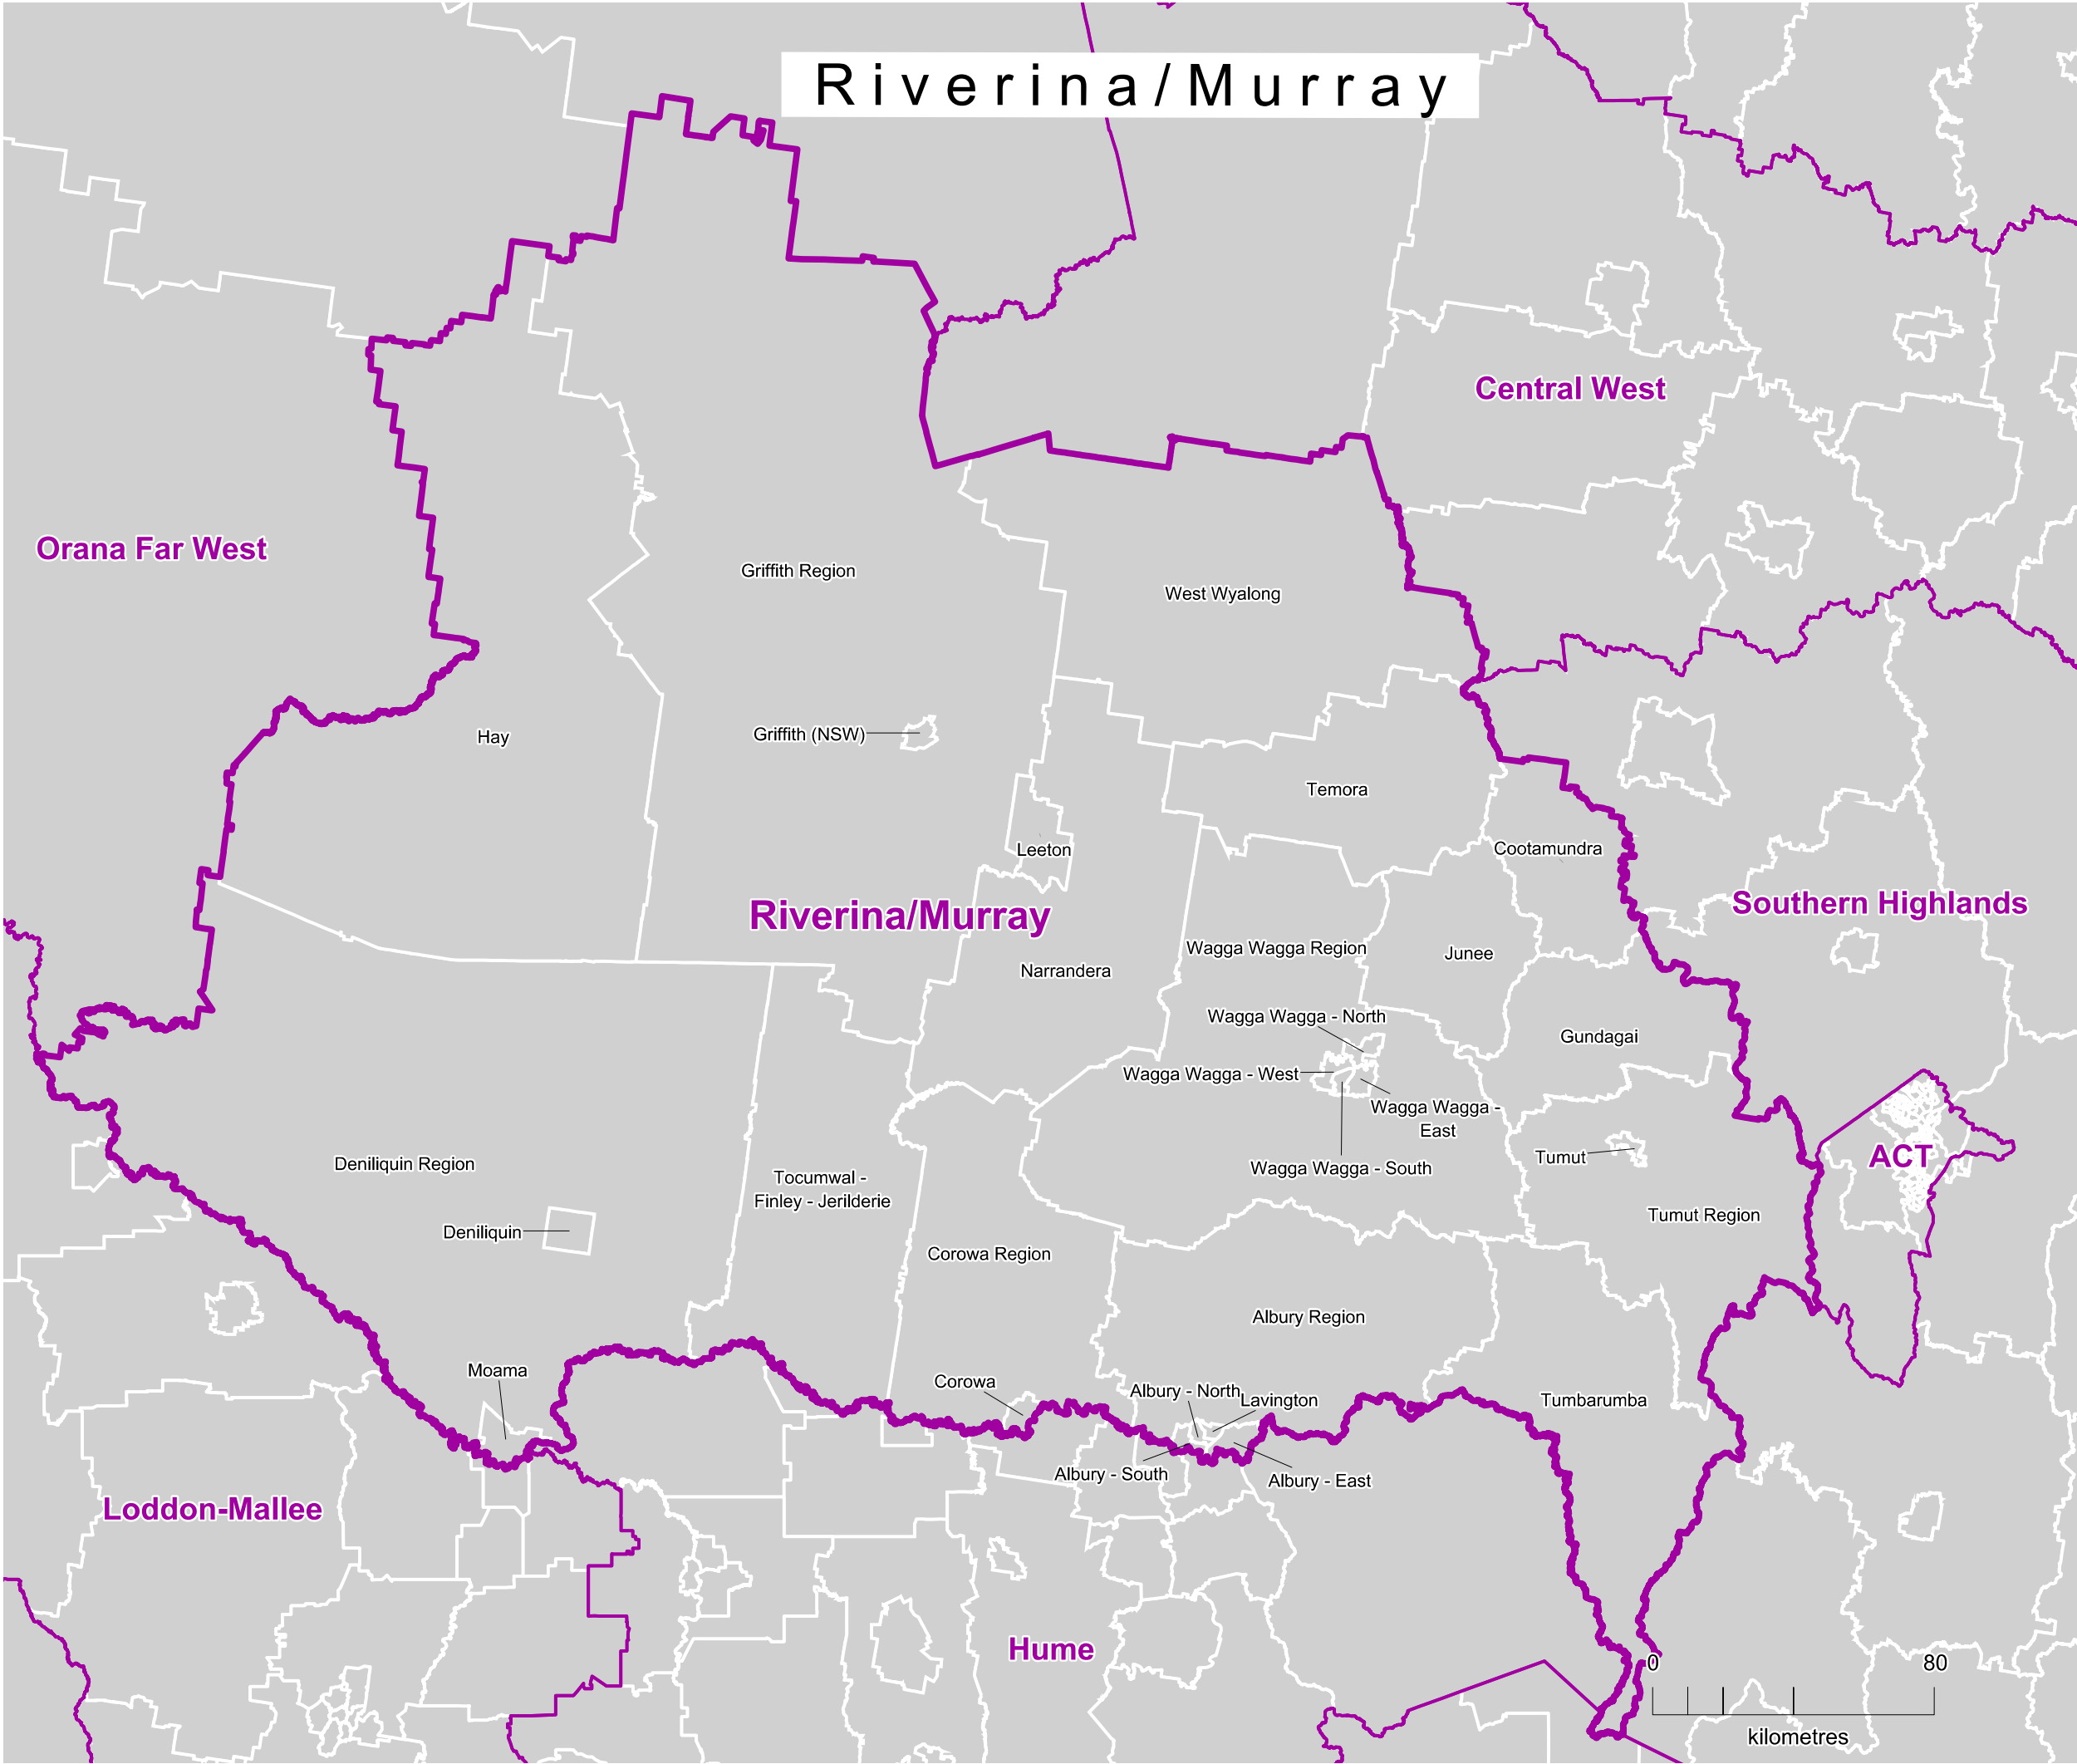 Riverina/Murray
Central West
Orana Far West
Griffith Region
West Wyalong
Griffith (NSW)
Hay
Temora
Leeton
Cootamundra
Riverina/Murray
Southern Highlands
Wagga Wagga Region
Junee
Narrandera
Wagga Wagga - North
Gundagai
Wagga Wagga - West
Wagga Wagga -
East
Deniliquin Region
Tocumwal -
Finley - Jerilderie
Wagga Wagga - South
Tumut
ACT
Tumut Region
Deniliquin
Corowa Region
Albury Region
Moama
Corowa
Albury - North
Lavington
Tumbarumba
Albury - South
Albury - East
Loddon-Mallee
Hume
0
80
kilometres